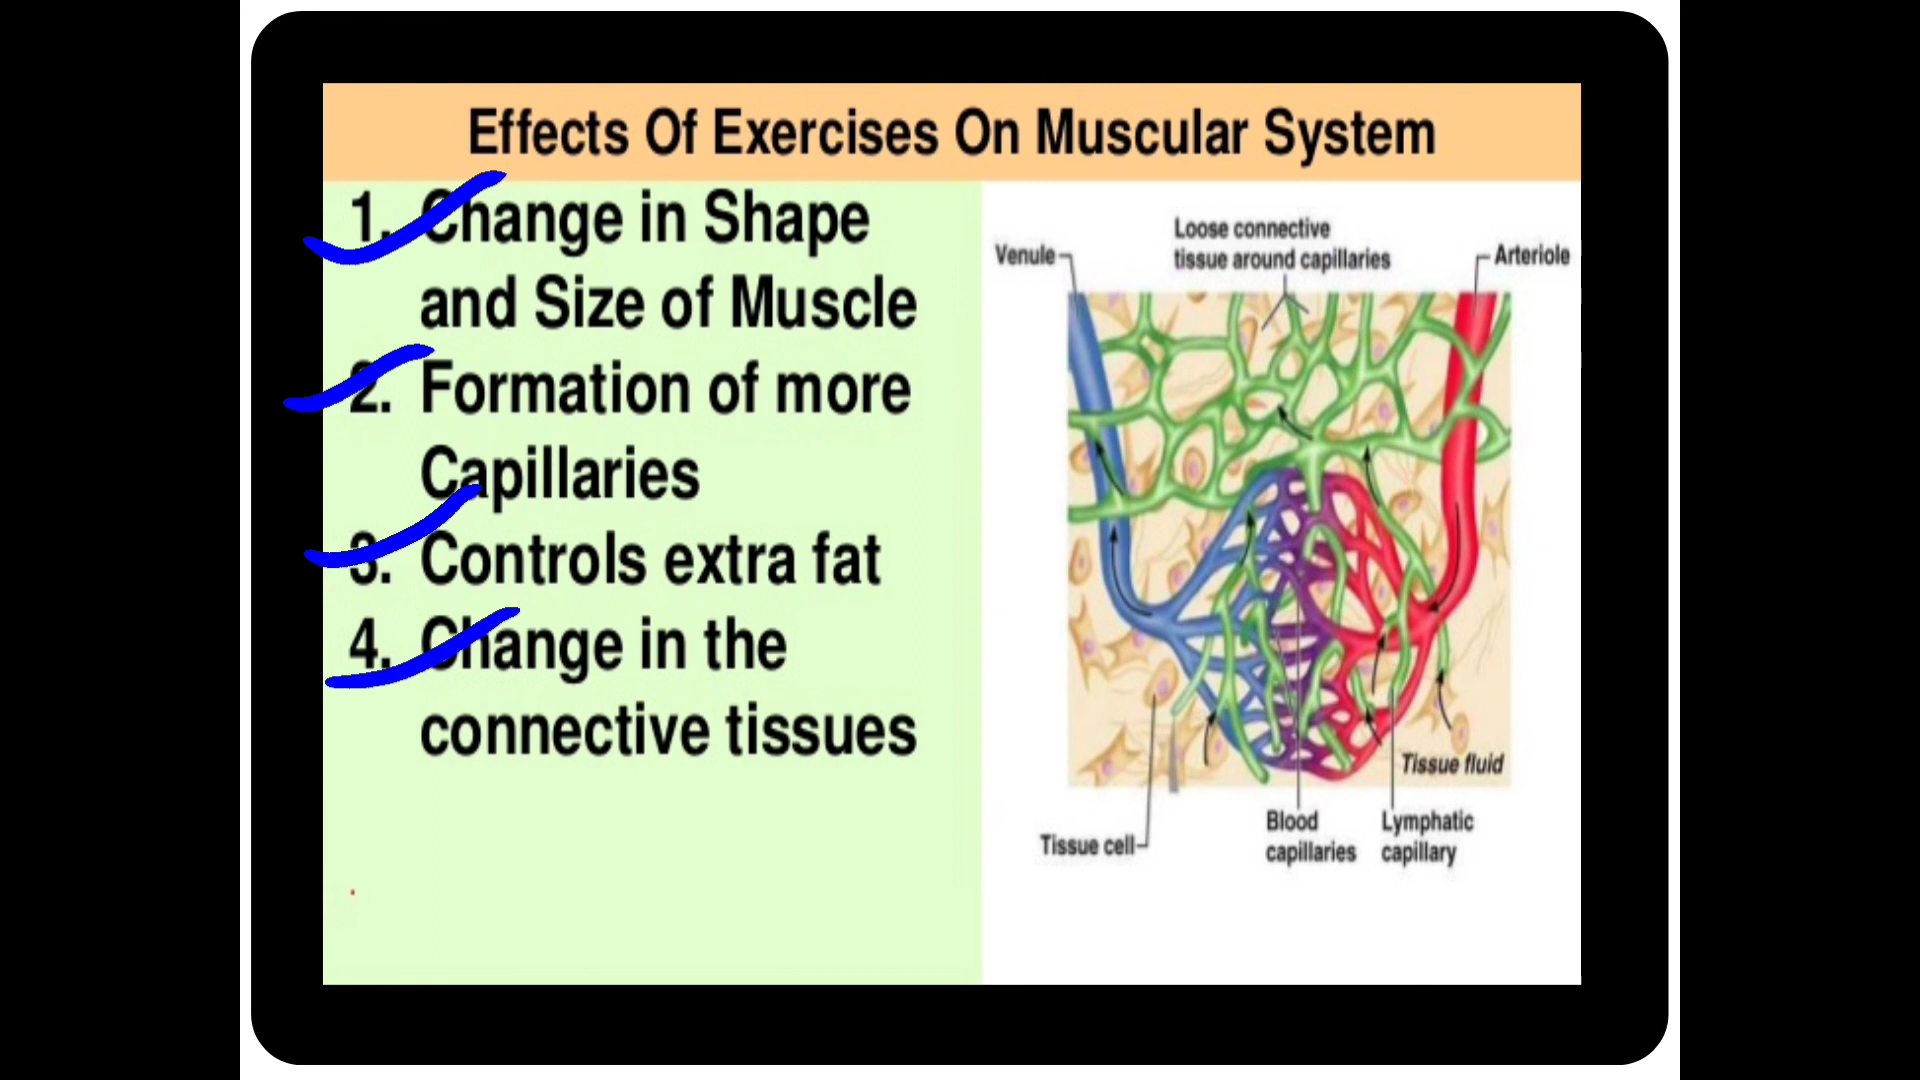 Effects Of Exercises On Muscular System
1. Change in Shape
and Size of Muscle
2. Formation of more
Capillaries
3. Controls extra fat
4. Change in the
connective tissues
Venule
Loose connective
tissue around capillaries
Arteriole
Tissue fluid
Tissue cell
Blood
capillaries
Lymphatic
capillary